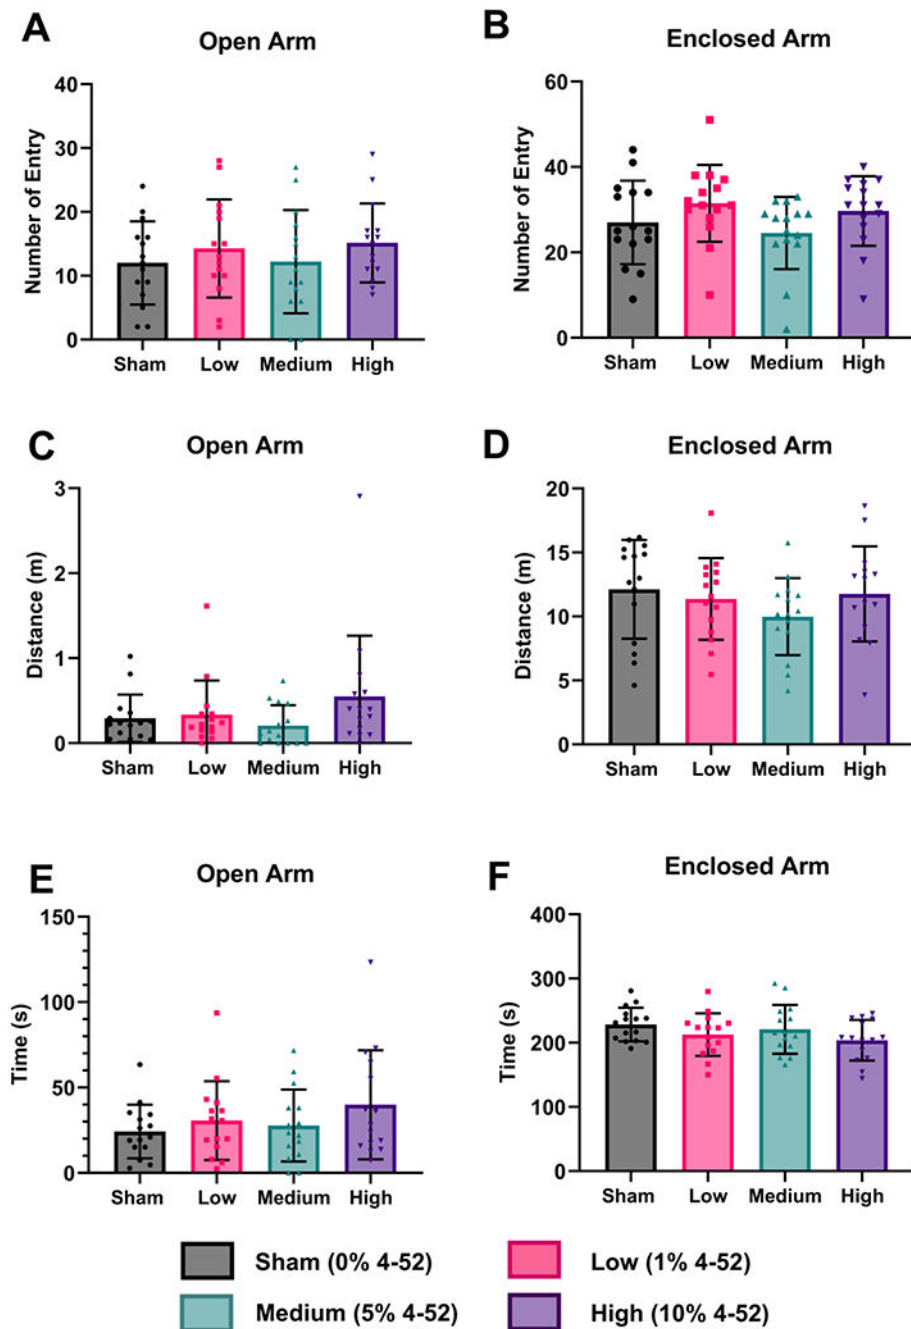 A
Open Arm
Number of Entry
40
30
20
10
0
Sham Low Medium High
B
Enclosed Arm
Number of Entry
60
40
20
0
Sham Low Medium High
C
Open Arm
Distance (m)
3
2
1
0
Sham Low Medium High
D
Enclosed Arm
Distance (m)
20
15
10
5
0
Sham Low Medium High
E
Open Arm
Time (s)
150
100
50
0
Sham Low Medium High
F
Enclosed Arm
Time (s)
400
300
200
100
0
Sham Low Medium High
Sham (0% 4-52)
Low (1% 4-52)
Medium (5% 4-52)
High (10% 4-52)